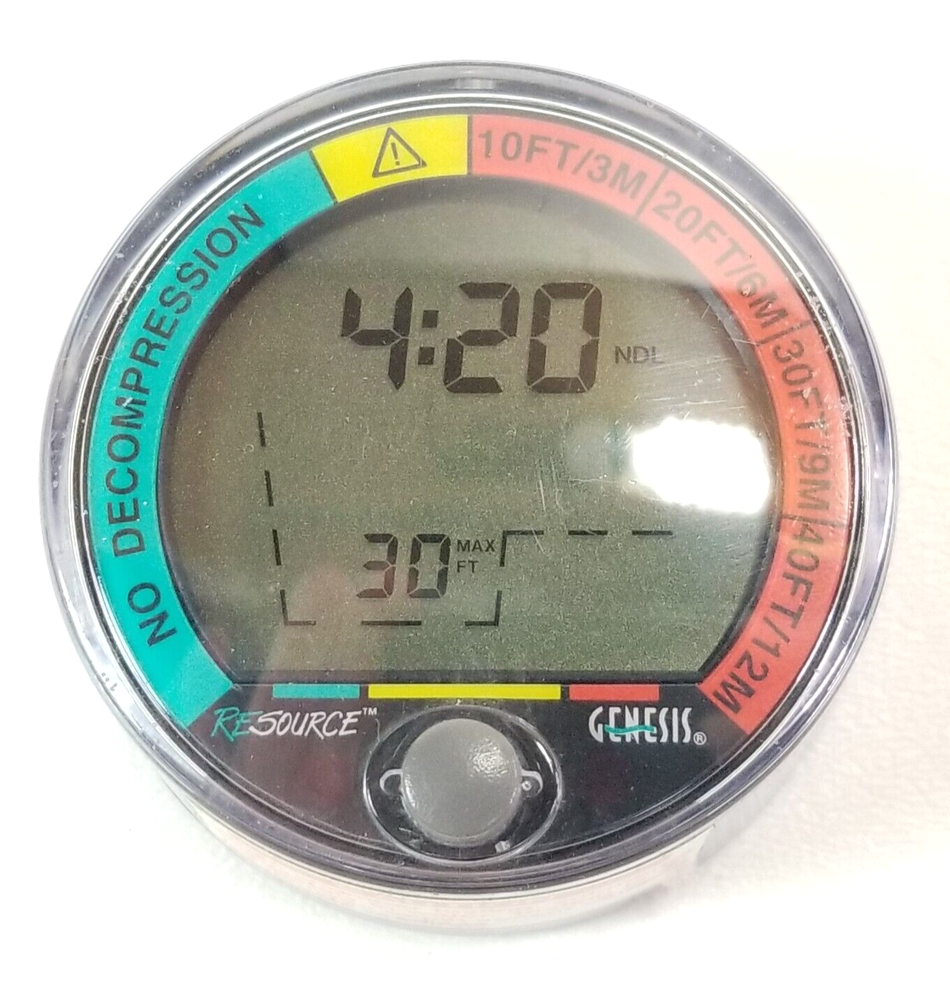 NO DECOMPRESSION
10FT/3M
20FT/6M
30FT/9M
40FT/12M
4:20 NDL
30 MAX FT
RESOURCE™
GENESIS®